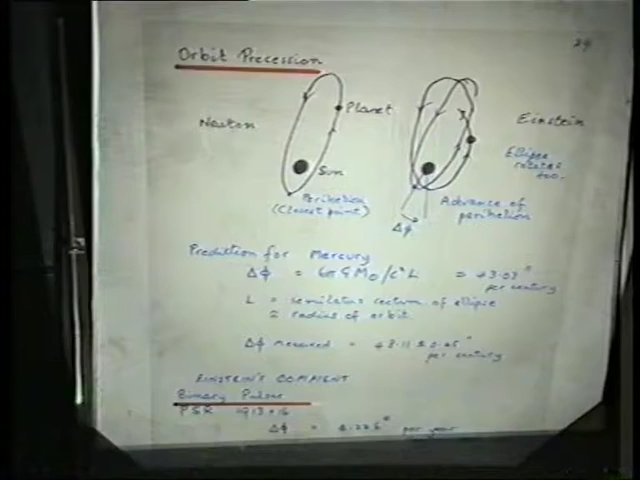 29
Orbit Precession
Newton
Planet
Sun
Perihelion
(Closest point)
Einstein
Ellipse
rotates
too.
Advance of
perihelion
Δφ
Prediction for Mercury
Δφ = 6πGM⊙/c²L = 43.03"
per century
L = semilatus rectum of ellipse
≈ radius of orbit
Δφ measured = 43.11 ± 0.45"
per century
EINSTEIN'S COMMENT
Binary Pulsar
PSR 1913+16
Δφ = 4.226° per year